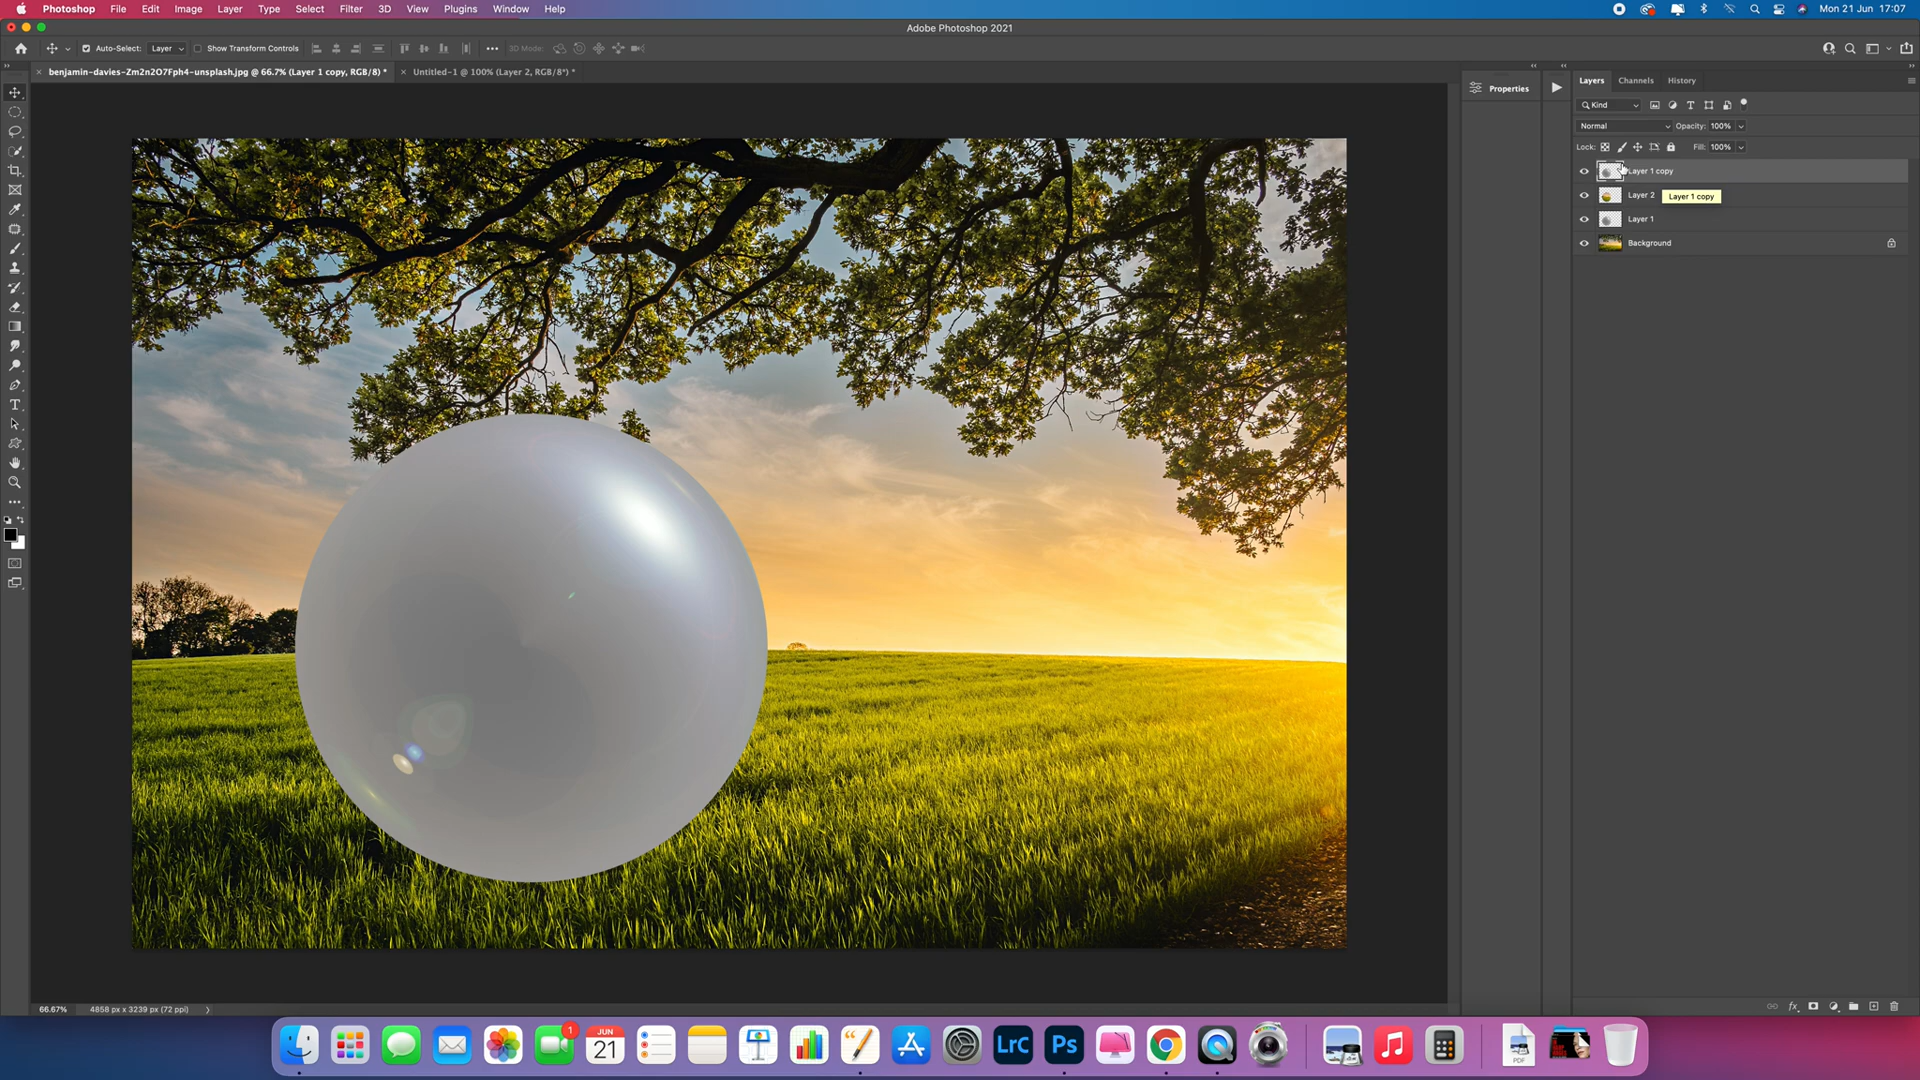 Photoshop File Edit Image Layer Type Select Filter 3D View Plugins Window Help Mon 21 Jun 17:07
Adobe Photoshop 2021
Auto-Select: Layer Show Transform Controls 3D Mode:
× benjamin-davies-Zm2n2O7Fph4-unsplash.jpg @ 66.7% (Layer 1 copy, RGB/8) * × Untitled-1 @ 100% (Layer 2, RGB/8*) *
Properties
Layers Channels History
Kind
Normal Opacity: 100%
Lock: Fill: 100%
Layer 1 copy
Layer 2
Layer 1 copy
Layer 1
Background
66.67% 4858 px x 3239 px (72 ppi)
1
JUN
21
LrC
Ps
PDF